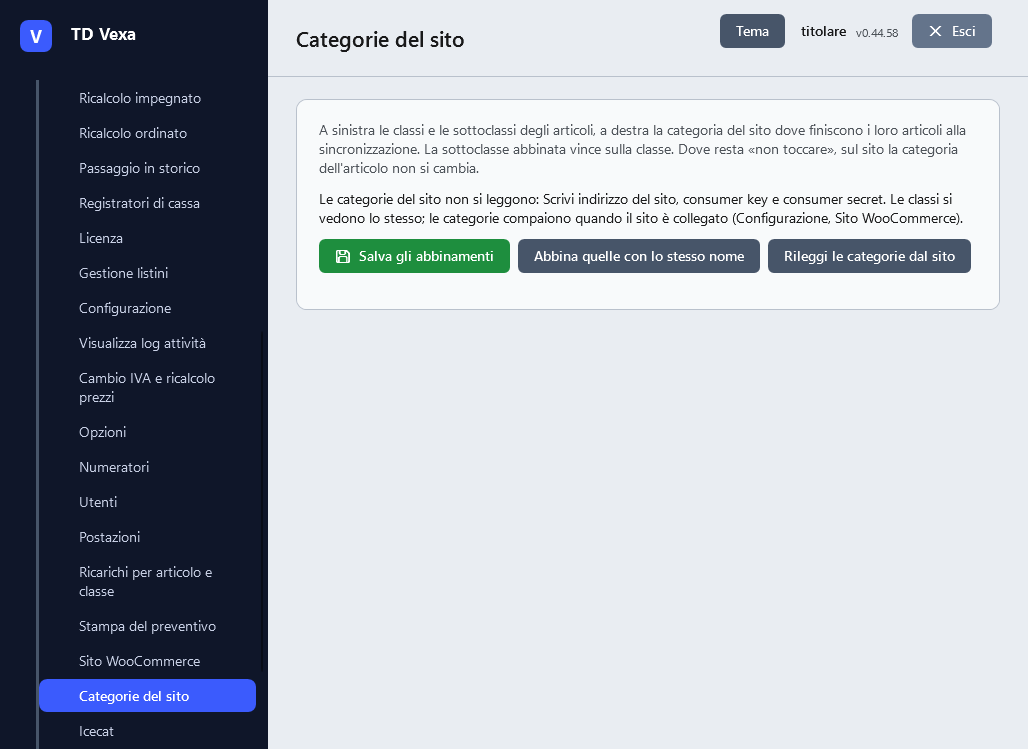 V
TD Vexa
Ricalcolo impegnato
Ricalcolo ordinato
Passaggio in storico
Registratori di cassa
Licenza
Gestione listini
Configurazione
Visualizza log attività
Cambio IVA e ricalcolo
prezzi
Opzioni
Numeratori
Utenti
Postazioni
Ricarichi per articolo e
classe
Stampa del preventivo
Sito WooCommerce
Categorie del sito
Icecat
Categorie del sito
Tema
titolare
v0.44.58
Esci
A sinistra le classi e le sottoclassi degli articoli, a destra la categoria del sito dove finiscono i loro articoli alla
sincronizzazione. La sottoclasse abbinata vince sulla classe. Dove resta «non toccare», sul sito la categoria
dell'articolo non si cambia.
Le categorie del sito non si leggono: Scrivi indirizzo del sito, consumer key e consumer secret. Le classi si
vedono lo stesso; le categorie compaiono quando il sito è collegato (Configurazione, Sito WooCommerce).
Salva gli abbinamenti
Abbina quelle con lo stesso nome
Rileggi le categorie dal sito